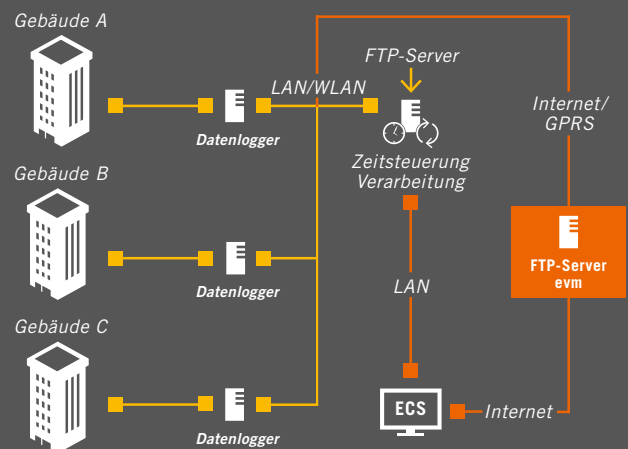 Gebäude A
FTP-Server
LAN/WLAN
Internet/
GPRS
Datenlogger
Zeitsteuerung
Verarbeitung
Gebäude B
FTP-Server
evm
LAN
Datenlogger
Gebäude C
ECS
Internet
Datenlogger